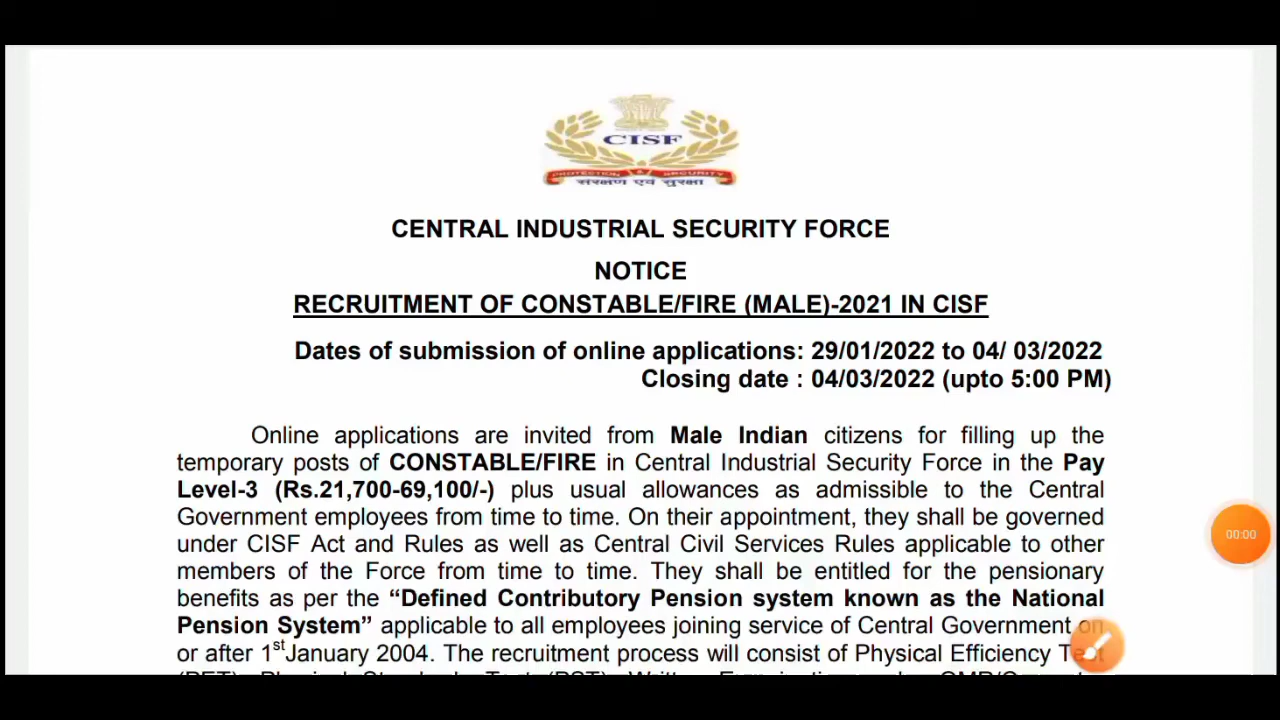 CISF
PROTECTION & SECURITY
संरक्षण एवं सुरक्षा
CENTRAL INDUSTRIAL SECURITY FORCE
NOTICE
RECRUITMENT OF CONSTABLE/FIRE (MALE)-2021 IN CISF
Dates of submission of online applications: 29/01/2022 to 04/ 03/2022
Closing date : 04/03/2022 (upto 5:00 PM)
Online applications are invited from Male Indian citizens for filling up the
temporary posts of CONSTABLE/FIRE in Central Industrial Security Force in the Pay
Level-3 (Rs.21,700-69,100/-) plus usual allowances as admissible to the Central
Government employees from time to time. On their appointment, they shall be governed
under CISF Act and Rules as well as Central Civil Services Rules applicable to other
members of the Force from time to time. They shall be entitled for the pensionary
benefits as per the “Defined Contributory Pension system known as the National
Pension System” applicable to all employees joining service of Central Government on
or after 1st January 2004. The recruitment process will consist of Physical Efficiency Test
00:00